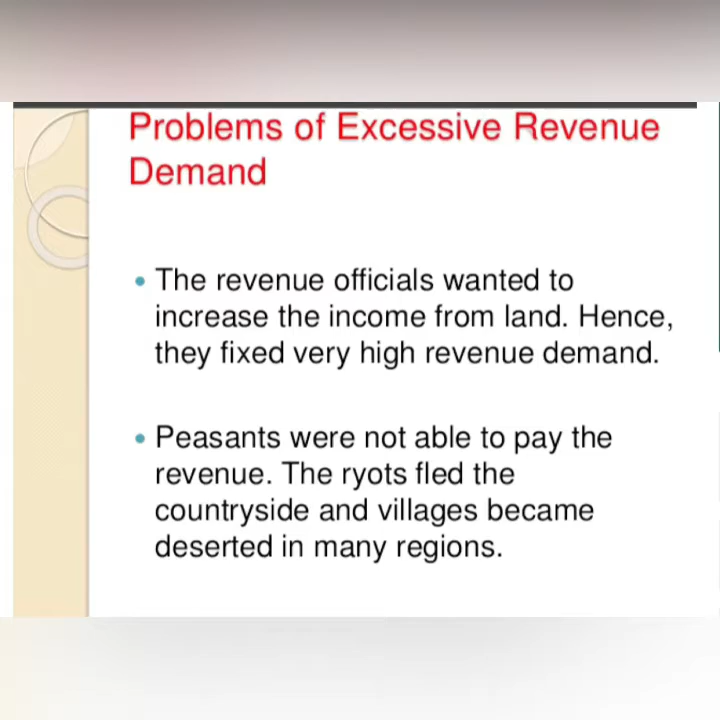 Problems of Excessive Revenue
Demand
• The revenue officials wanted to
increase the income from land. Hence,
they fixed very high revenue demand.
• Peasants were not able to pay the
revenue. The ryots fled the
countryside and villages became
deserted in many regions.